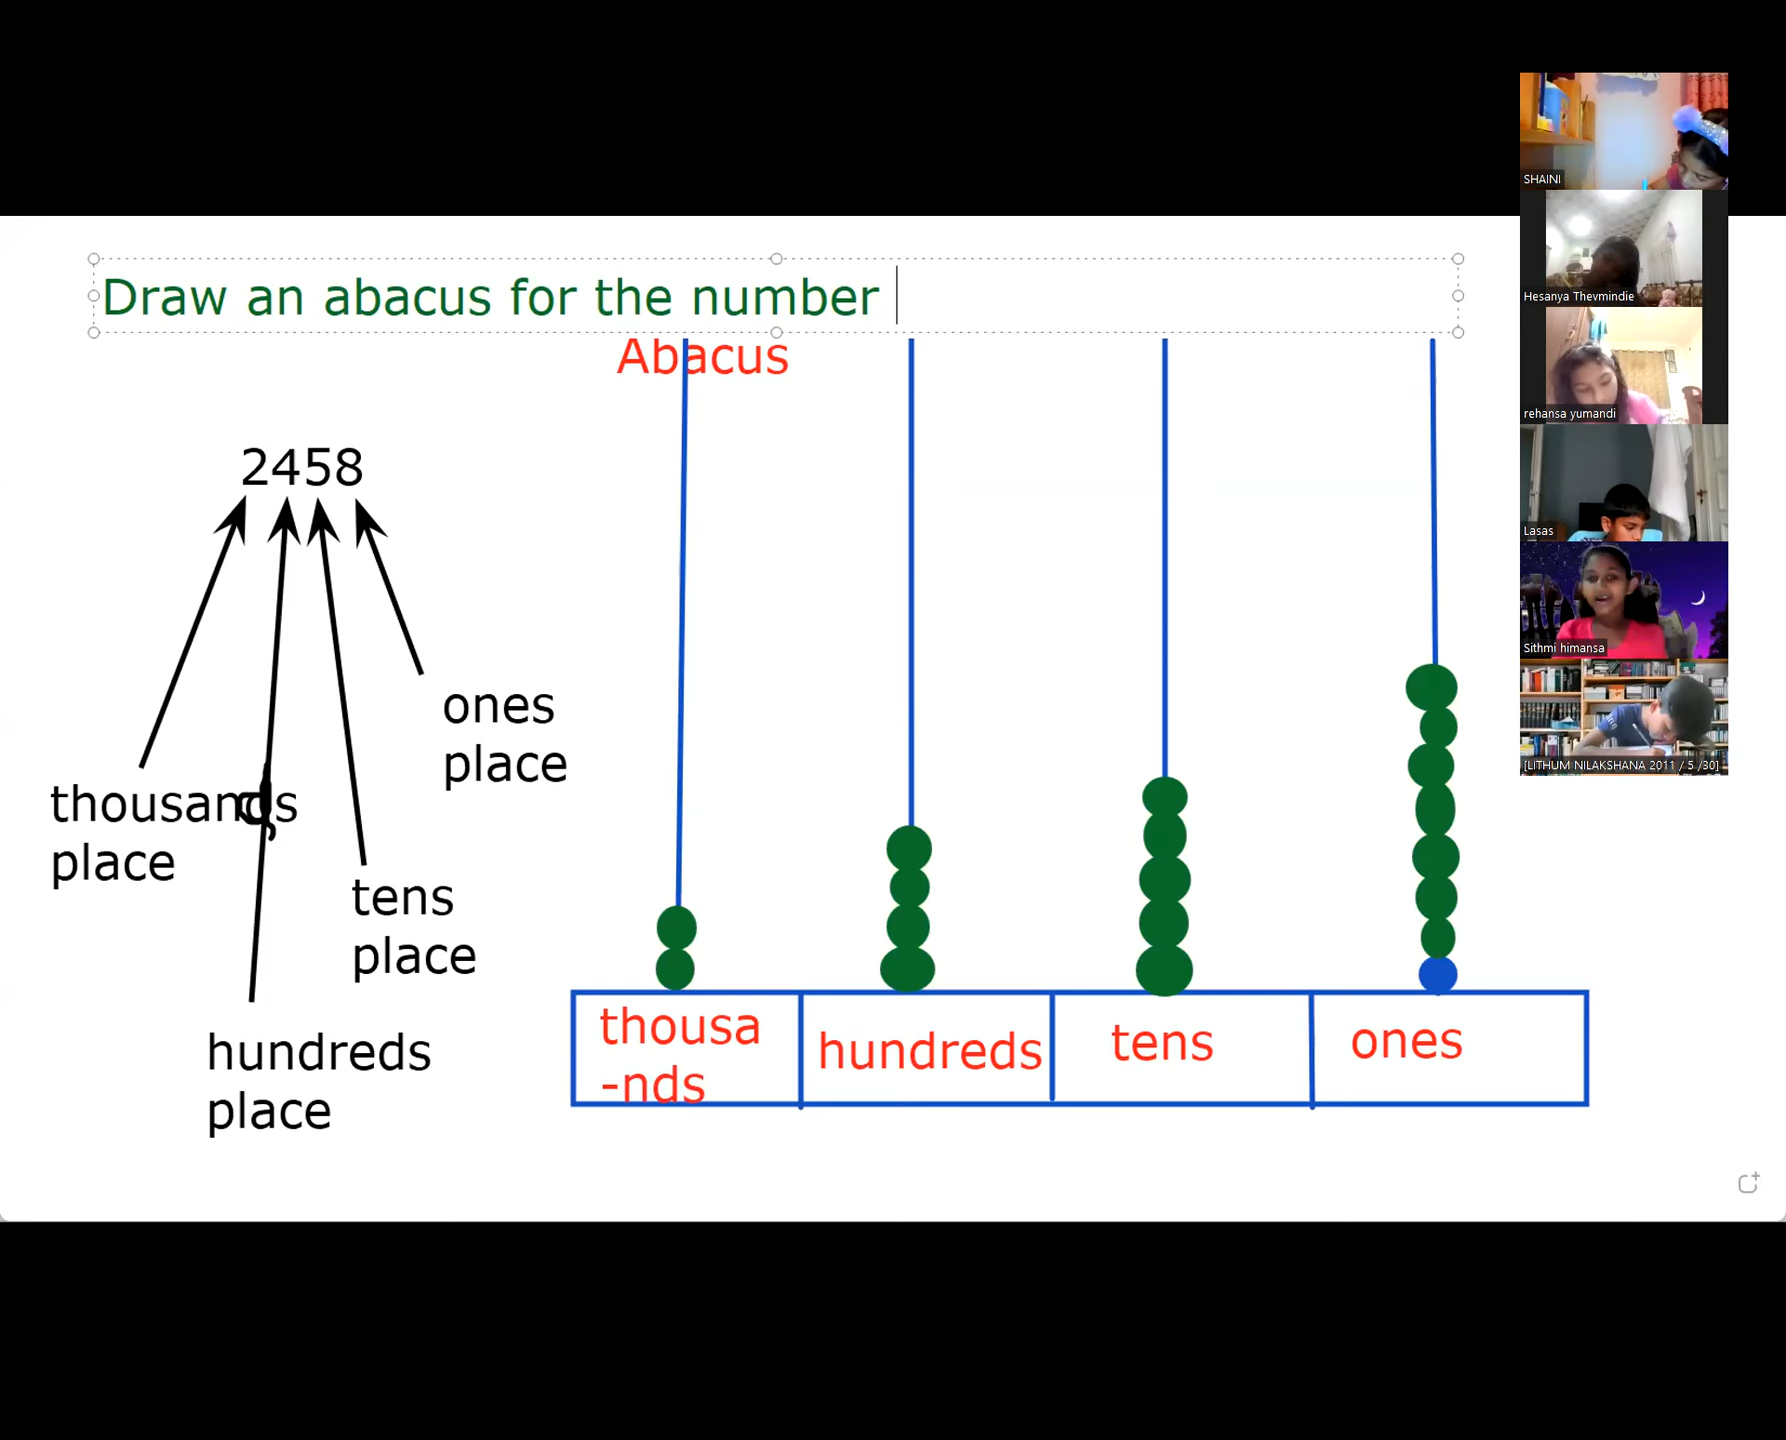 Draw an abacus for the number
Abacus
2458
ones
place
thousands
place
tens
place
hundreds
place
thousa
-nds
hundreds
tens
ones
SHAINI
Hesanya Thevmindie
rehansa yumandi
Lasas
Sithmi himansa
[LITHUM NILAKSHANA 2011 / 5 /30]